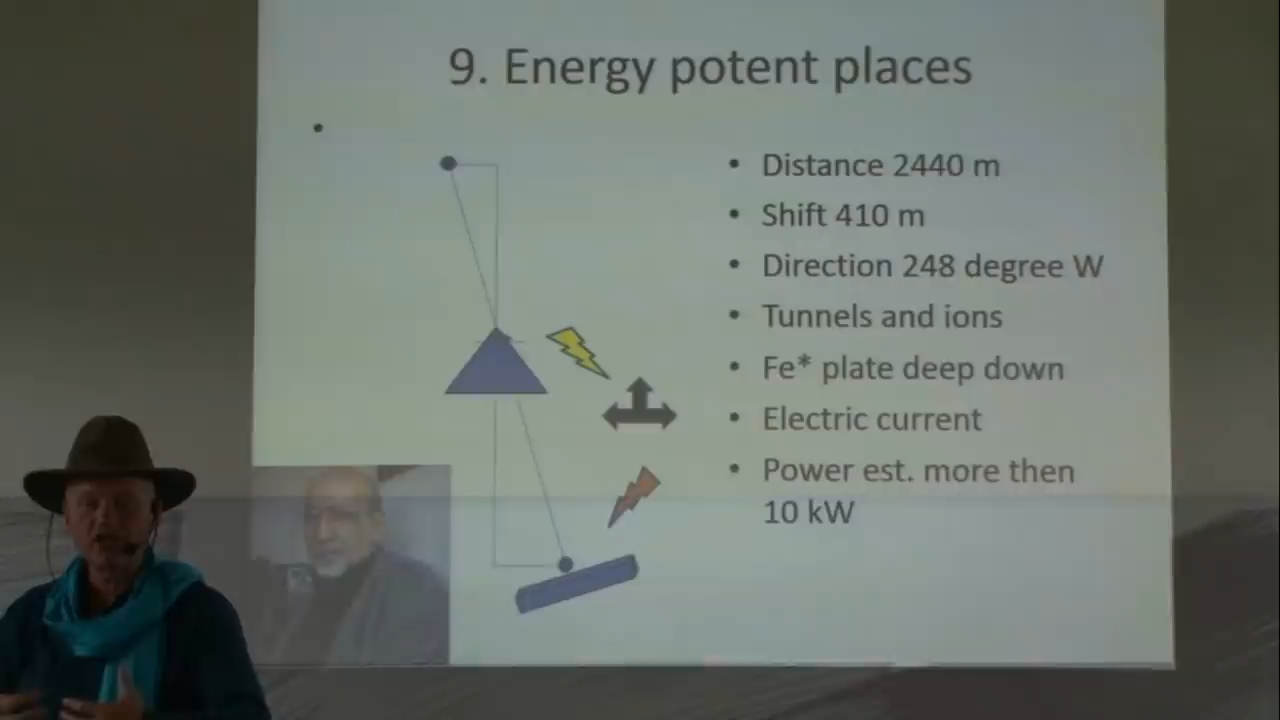 9. Energy potent places
• Distance 2440 m
• Shift 410 m
• Direction 248 degree W
• Tunnels and ions
• Fe* plate deep down
• Electric current
• Power est. more then
10 kW